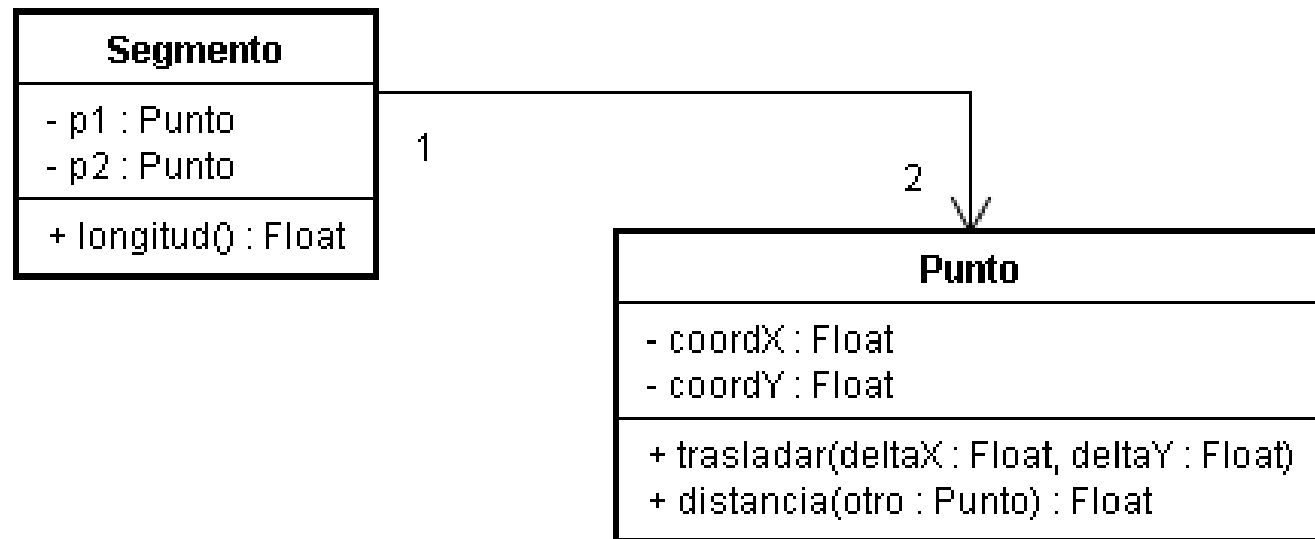 Segmento
- p1 : Punto
- p2 : Punto
+ longitud() : Float
1
2
Punto
- coordX : Float
- coordY : Float
+ trasladar(deltaX : Float, deltaY : Float)
+ distancia(otro : Punto) : Float